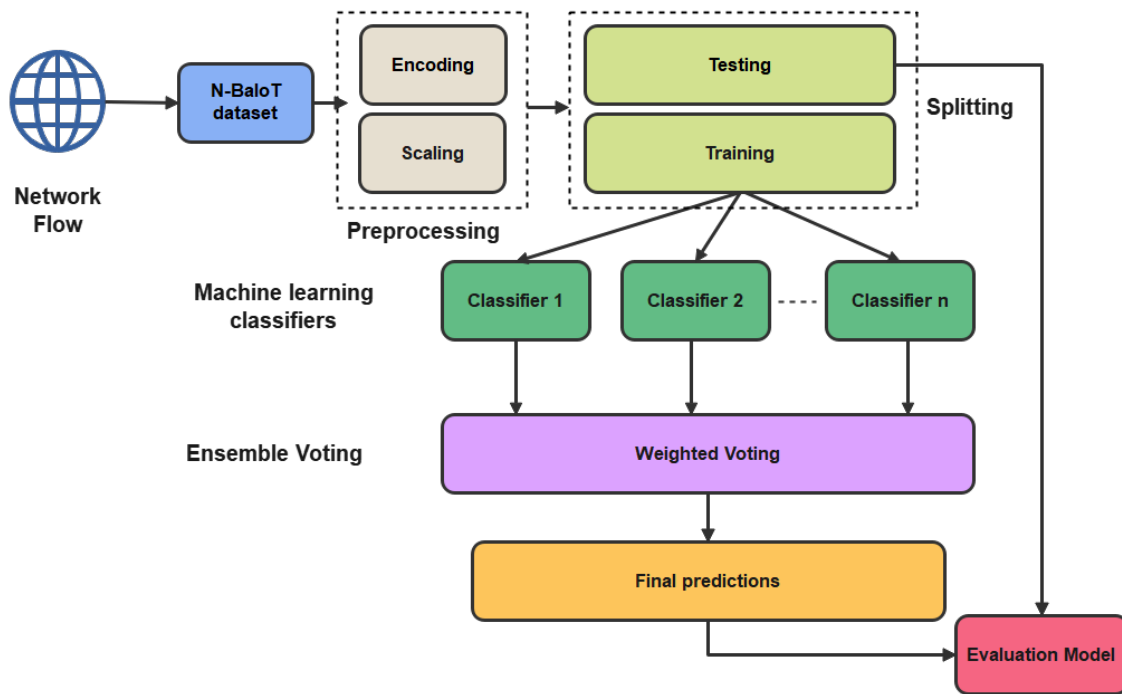 Encoding
Testing
N-BaIoT
dataset
Splitting
Scaling
Training
Network
Flow
Preprocessing
Machine learning
classifiers
Classifier 1
Classifier 2
Classifier n
Ensemble Voting
Weighted Voting
Final predictions
Evaluation Model